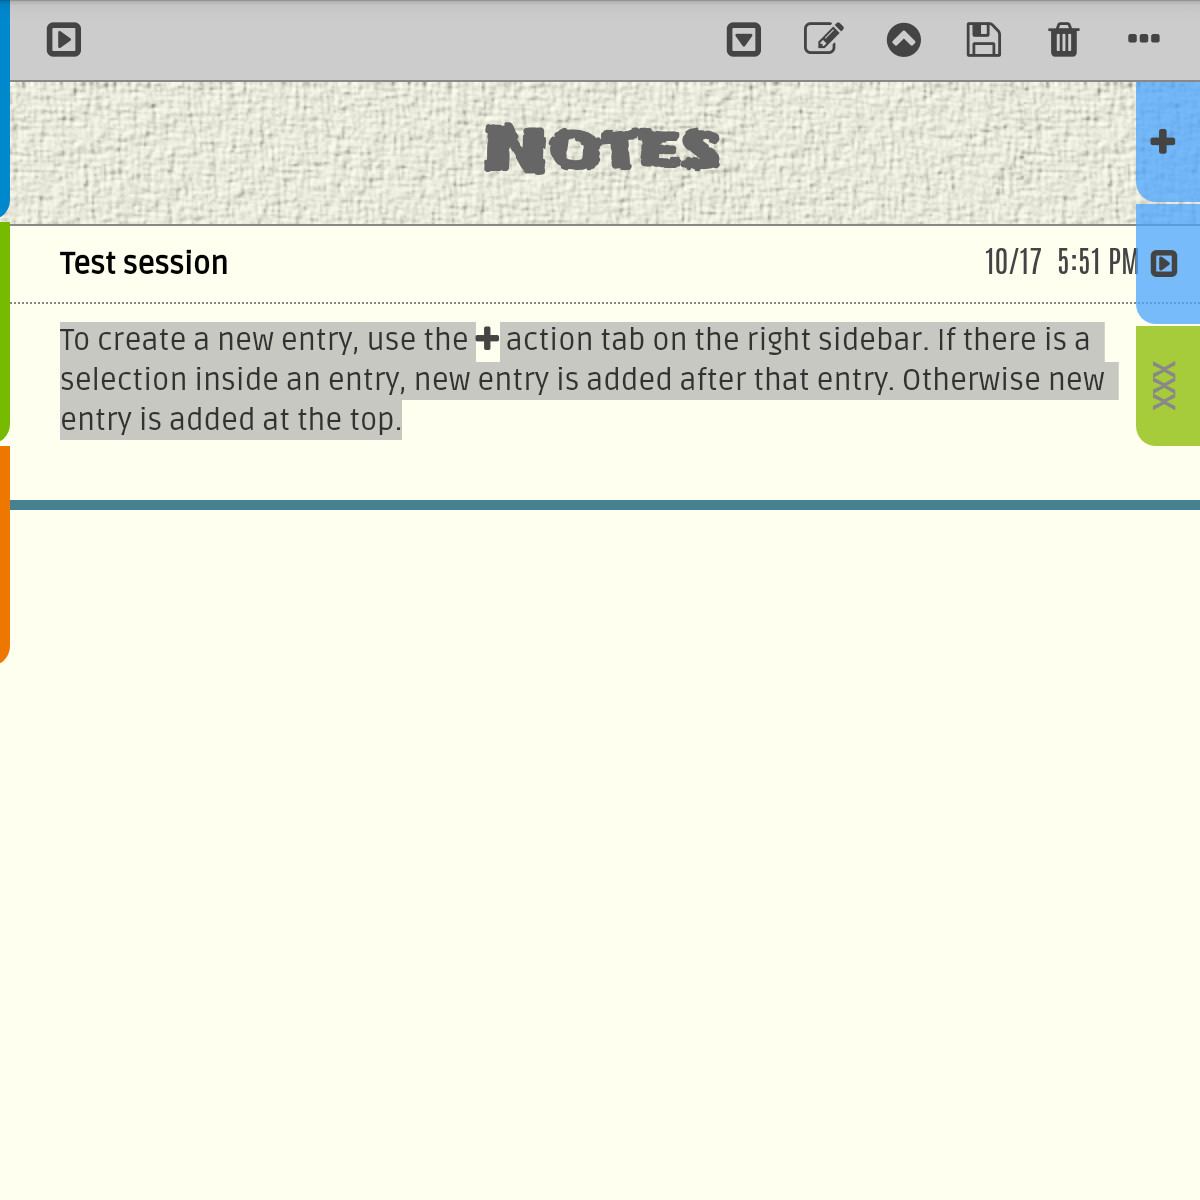 NOTES
Test session
10/17 5:51 PM
To create a new entry, use the + action tab on the right sidebar. If there is a
selection inside an entry, new entry is added after that entry. Otherwise new
entry is added at the top.